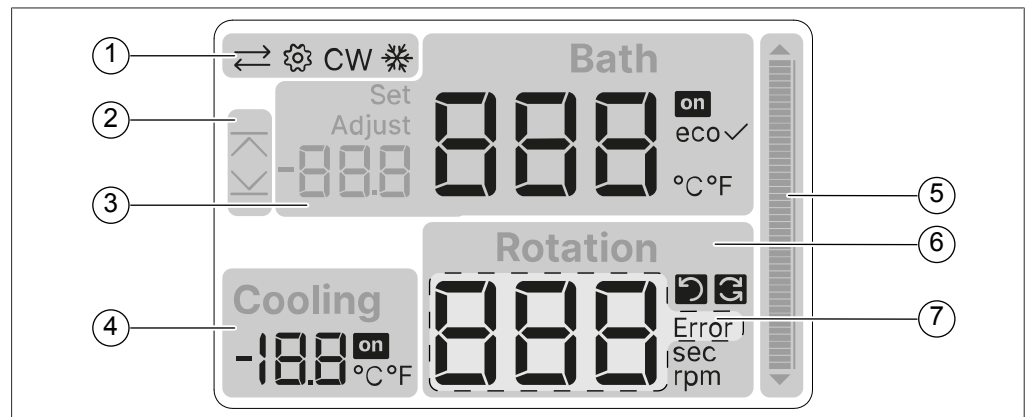 1
CW
Bath
2
Set
Adjust
-88.8
888
on
eco
°C°F
3
5
Rotation
6
Cooling
888
Error
7
4
-18.8
on
°C°F
sec
rpm